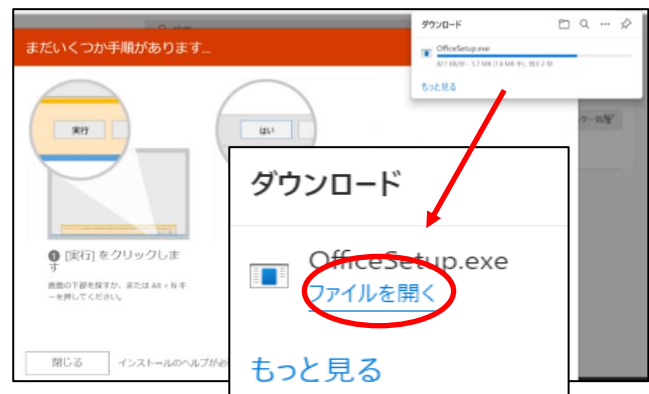 まだいくつか手順があります...
ダウンロード
OfficeSetup.exe
もっと見る
実行
はい
❶ [実行] をクリックしま
す
画面の下部を探すか、または Alt + N キ
ーを押してください。
閉じる
インストールのヘルプが必
ダウンロード
OfficeSetup.exe
ファイルを開く
もっと見る